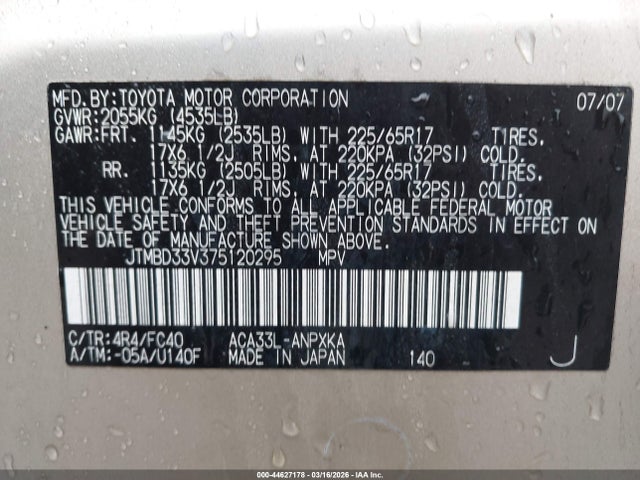 MFD.BY:TOYOTA MOTOR CORPORATION 07/07
GVWR:2055KG (4535LB)
GAWR:FRT. 1145KG (2535LB) WITH 225/65R17 TIRES.
17X6 1/2J RIMS. AT 220KPA (32PSI) COLD.
RR. 1135KG (2505LB) WITH 225/65R17 TIRES.
17X6 1/2J RIMS. AT 220KPA (32PSI) COLD.
THIS VEHICLE CONFORMS TO ALL APPLICABLE FEDERAL MOTOR
VEHICLE SAFETY AND THEFT PREVENTION STANDARDS IN EFFECT ON
THE DATE OF MANUFACTURE SHOWN ABOVE.
JTMBD33V375120295 MPV
C/TR:4R4/FC40 ACA33L-ANPXKA
A/TM:-05A/U140F MADE IN JAPAN 140 J
000-44627178 - 03/16/2026 - IAA Inc.